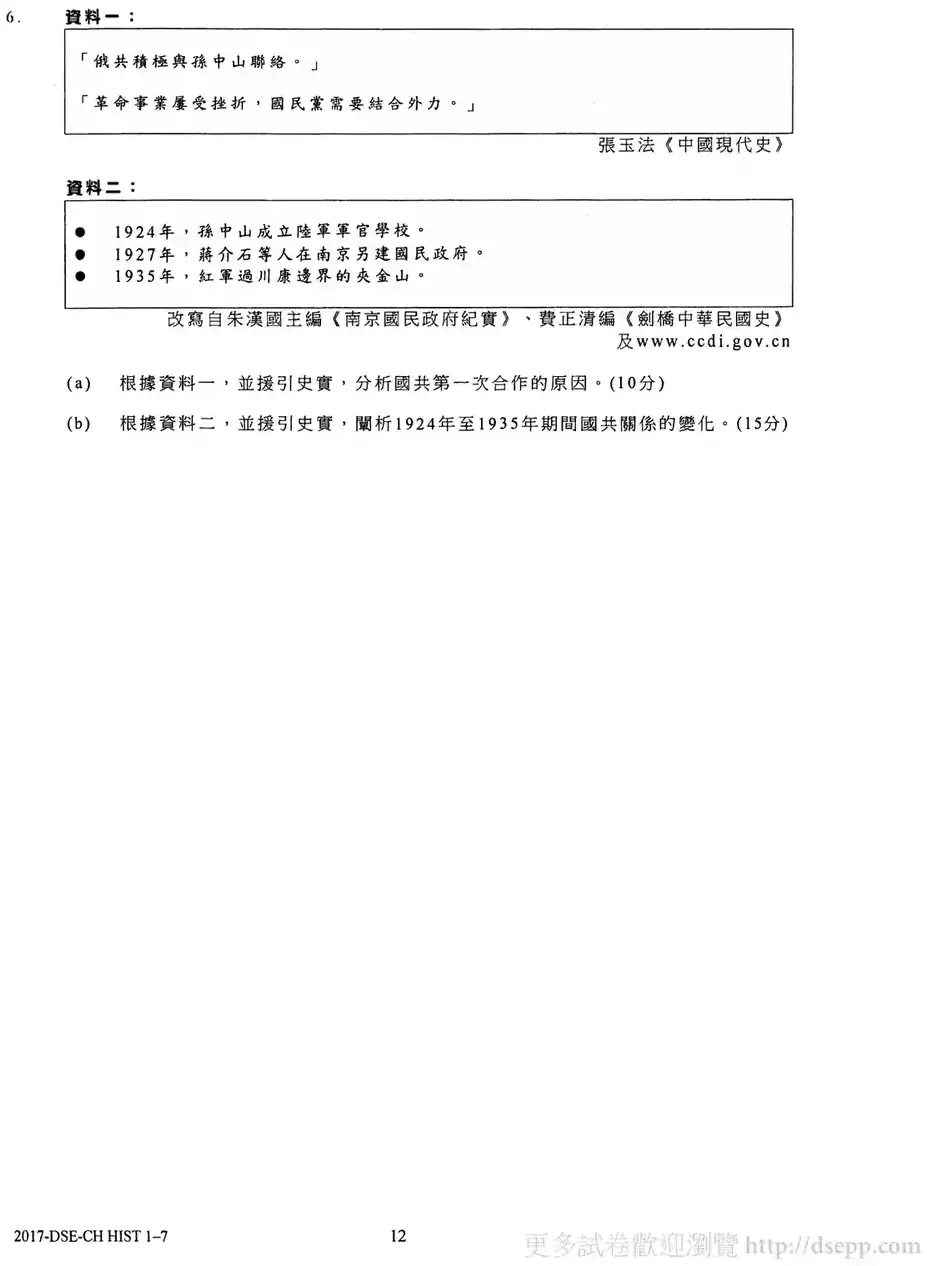 6. 資料一：
「俄共積極與孫中山聯絡。」
「革命事業屢受挫折，國民黨需要結合外力。」
張玉法《中國現代史》
資料二：
● 1924年，孫中山成立陸軍軍官學校。
● 1927年，蔣介石等人在南京另建國民政府。
● 1935年，紅軍過川康邊界的夾金山。
改寫自朱漢國主編《南京國民政府紀實》、費正清編《劍橋中華民國史》
及www.ccdi.gov.cn
(a) 根據資料一，並援引史實，分析國共第一次合作的原因。(10分)
(b) 根據資料二，並援引史實，闡析1924年至1935年期間國共關係的變化。(15分)
2017-DSE-CH HIST 1–7 12 更多試卷歡迎瀏覽 http://dsepp.com